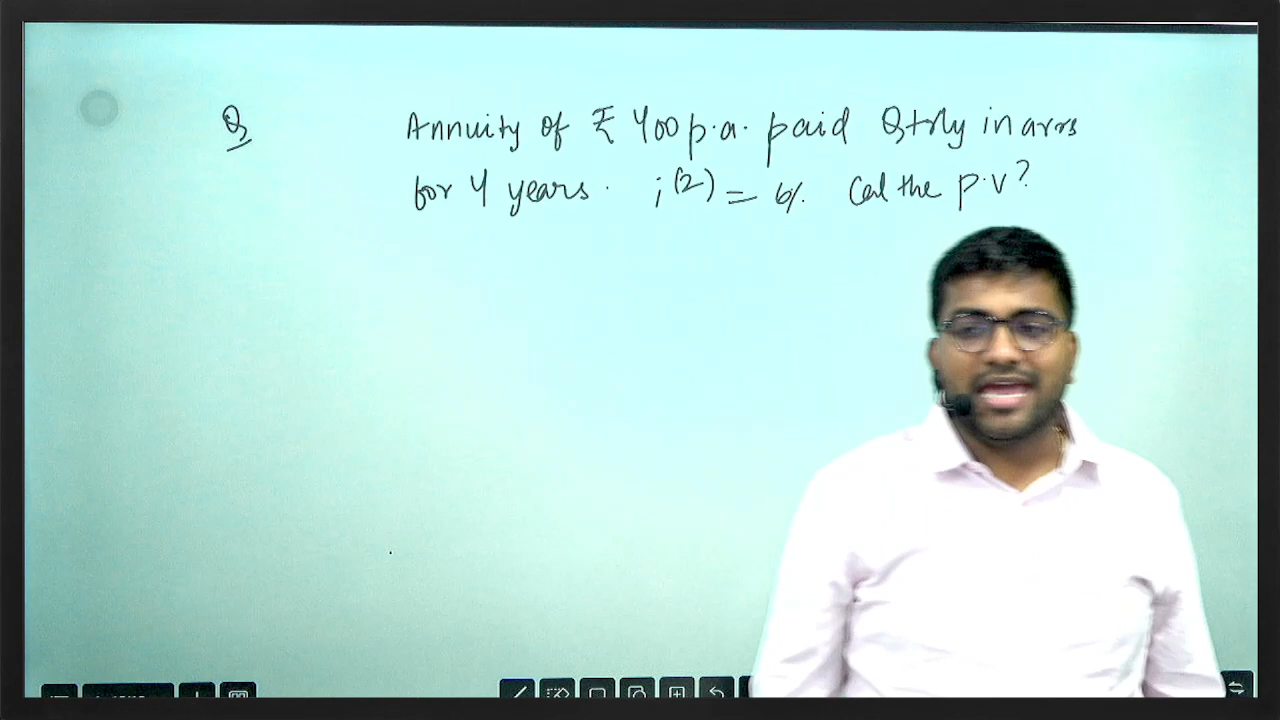 Q Annuity of ₹ 400 p.a. paid Qtrly in arrs
for 4 years. i(2) = 6%. Cal the p.v?